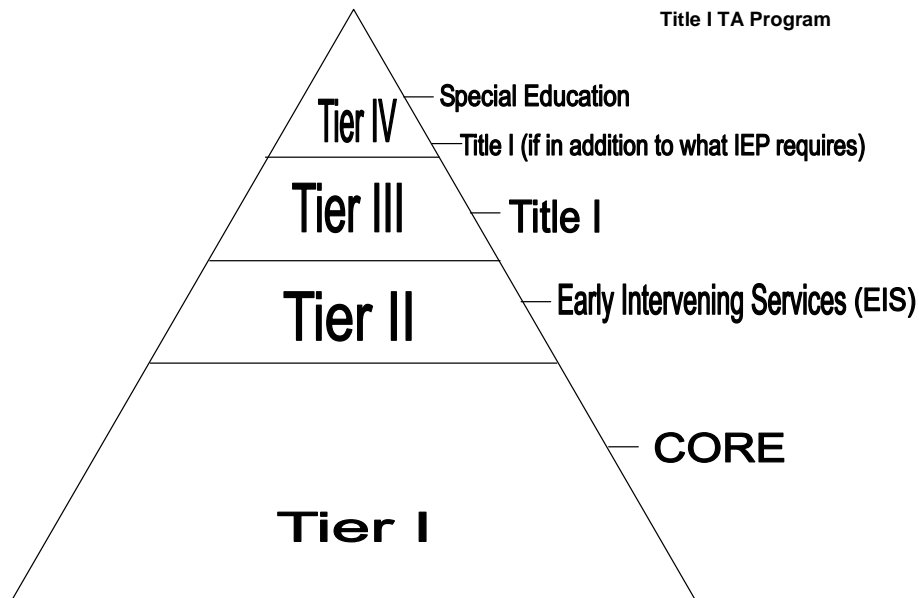 Title I TA Program
Special Education
Tier IV
Title I (if in addition to what IEP requires)
Tier III
Title I
Tier II
Early Intervening Services (EIS)
CORE
Tier I